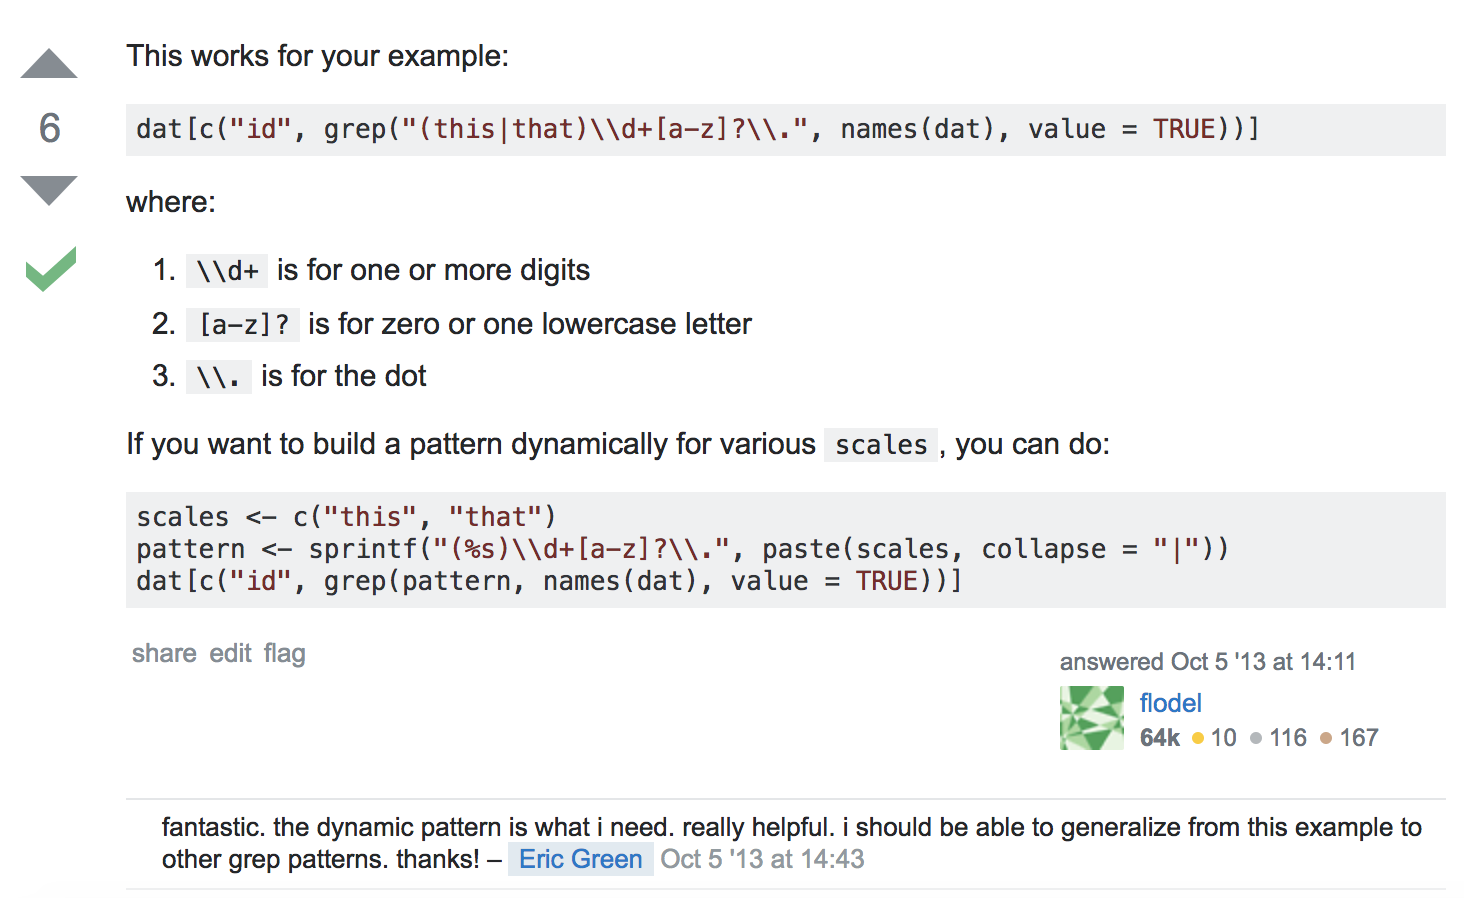 This works for your example:
6
dat[c("id", grep("(this|that)\\d+[a-z]?\\.", names(dat), value = TRUE))]
where:
1. \\d+ is for one or more digits
2. [a-z]? is for zero or one lowercase letter
3. \\. is for the dot
If you want to build a pattern dynamically for various scales, you can do:
scales <- c("this", "that")
pattern <- sprintf("(%s)\\d+[a-z]?\\.", paste(scales, collapse = "|"))
dat[c("id", grep(pattern, names(dat), value = TRUE))]
share edit flag
answered Oct 5 '13 at 14:11
flodel
64k 10 116 167
fantastic. the dynamic pattern is what i need. really helpful. i should be able to generalize from this example to
other grep patterns. thanks! – Eric Green Oct 5 '13 at 14:43